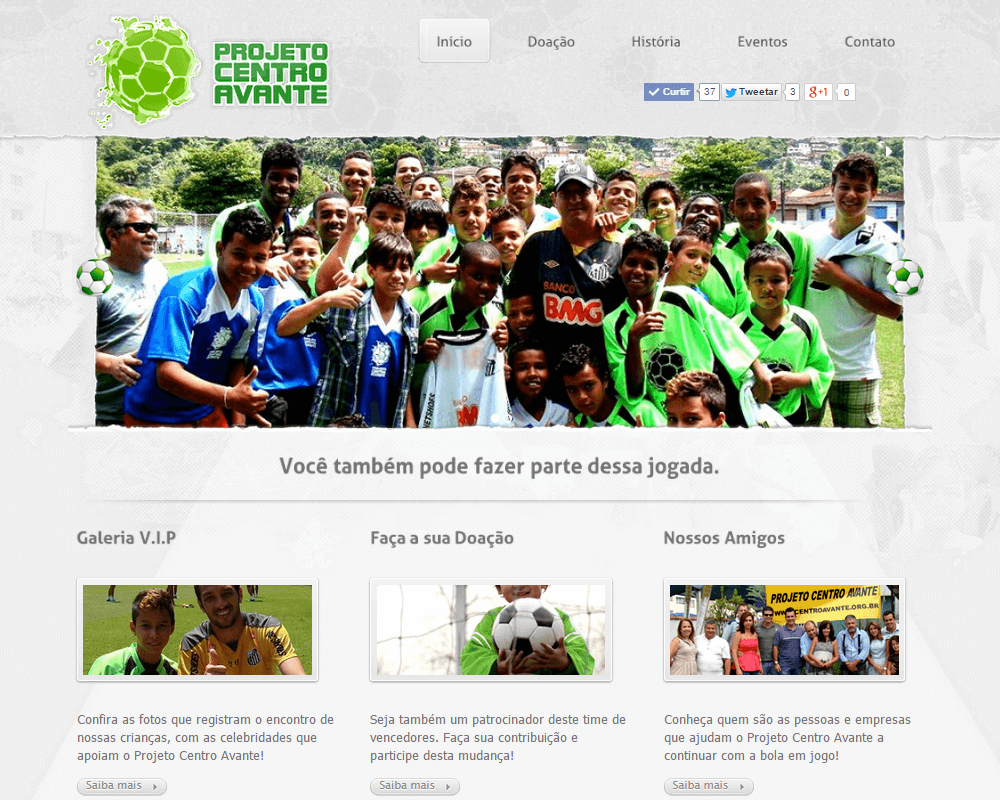 PROJETO
CENTRO
AVANTE
Início Doação História Eventos Contato
Curtir 37 Tweetar 3 g+1 0
BANCO
BMG
Você também pode fazer parte dessa jogada.
Galeria V.I.P Faça a sua Doação Nossos Amigos
PROJETO CENTRO AVANTE
WWW.CENTROAVANTE.ORG.BR
Confira as fotos que registram o encontro de
nossas crianças, com as celebridades que
apoiam o Projeto Centro Avante!
Saiba mais
Seja também um patrocinador deste time de
vencedores. Faça sua contribuição e
participe desta mudança!
Saiba mais
Conheça quem são as pessoas e empresas
que ajudam o Projeto Centro Avante a
continuar com a bola em jogo!
Saiba mais